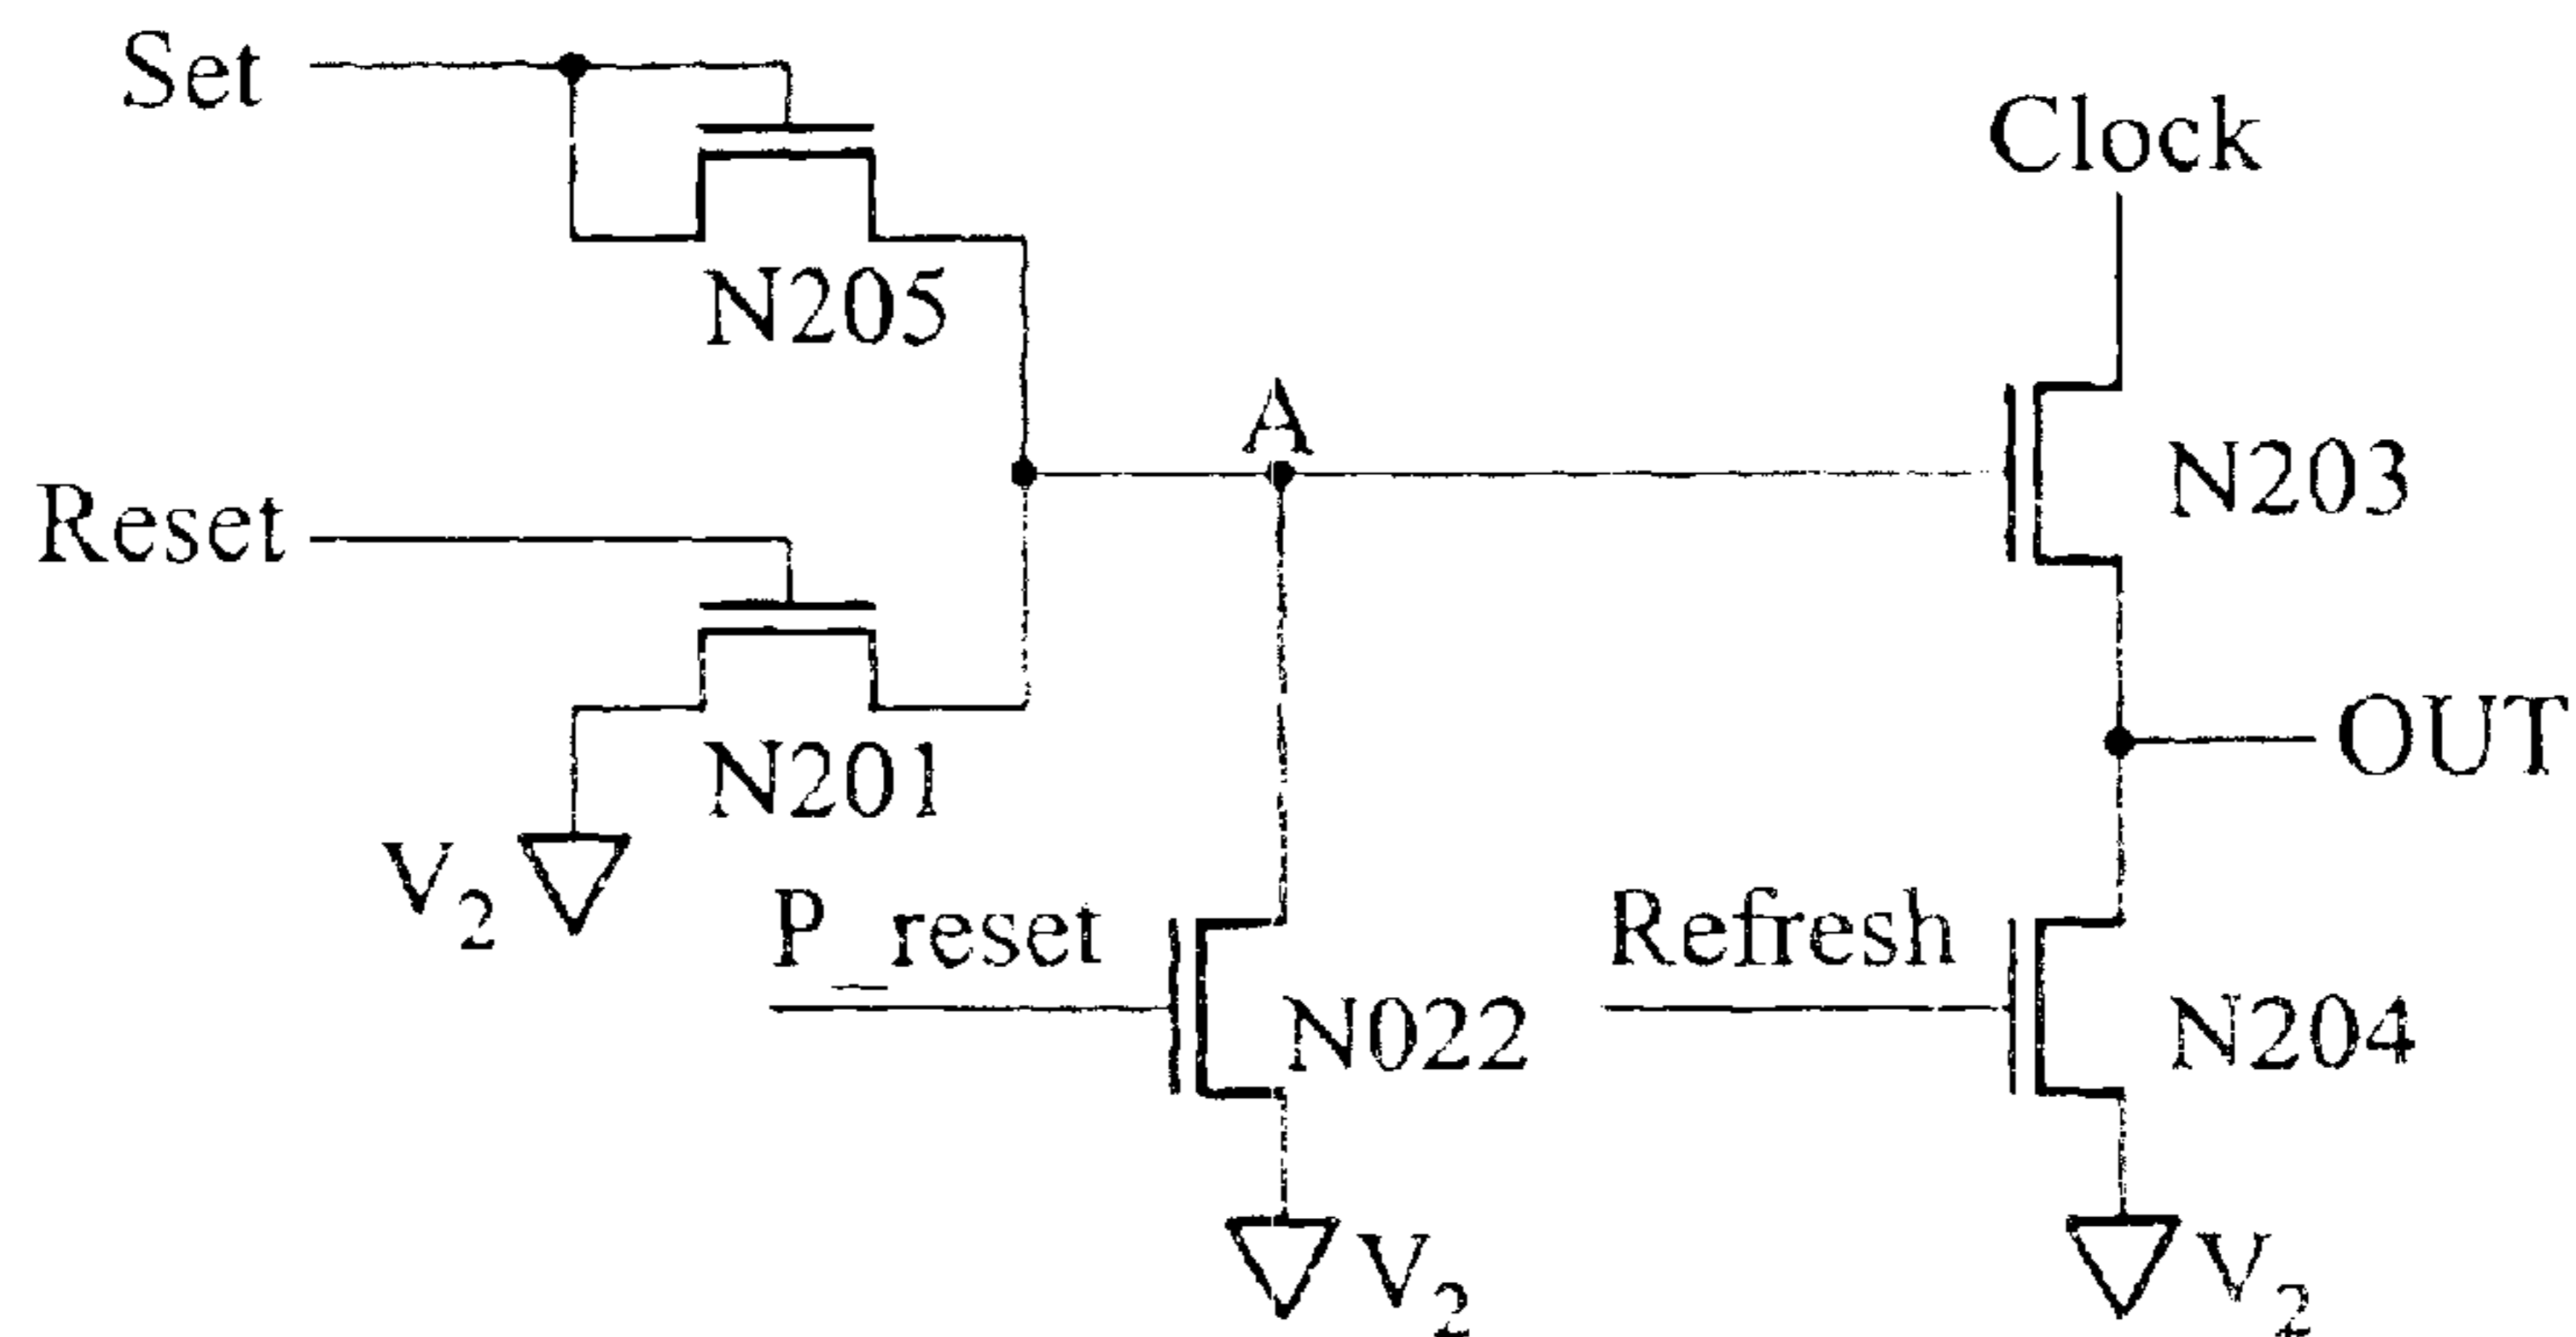 Set
Clock
N205
A
N203
Reset
OUT
N201
V2
P_reset
Refresh
N022
N204
V2
V2